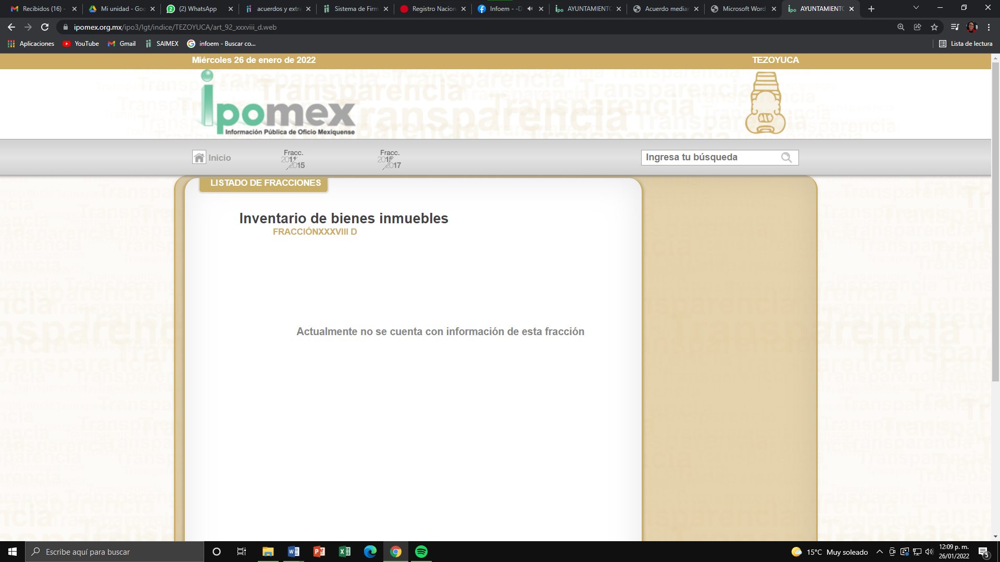 Recibidos (16) -
Mi unidad - Goo
(2) WhatsApp
acuerdos y extra
Sistema de Firm
Registro Nacion
Infoem - -D
AYUNTAMIENTO
Acuerdo median
Microsoft Word
AYUNTAMIENTO
ipomex.org.mx/ipo3/lgt/indice/TEZOYUCA/art_92_xxxviii_d.web
Aplicaciones
YouTube
Gmail
SAIMEX
infoem - Buscar co...
Lista de lectura
Miércoles 26 de enero de 2022
TEZOYUCA
Transparencia
ipomex
Información Pública de Oficio Mexiquense
Inicio
Fracc.
2011/2015
Fracc.
2015/2017
Ingresa tu búsqueda
LISTADO DE FRACCIONES
Inventario de bienes inmuebles
FRACCIÓNXXXVIII D
Actualmente no se cuenta con información de esta fracción
Escribe aquí para buscar
15°C Muy soleado
12:09 p. m.
26/01/2022
5